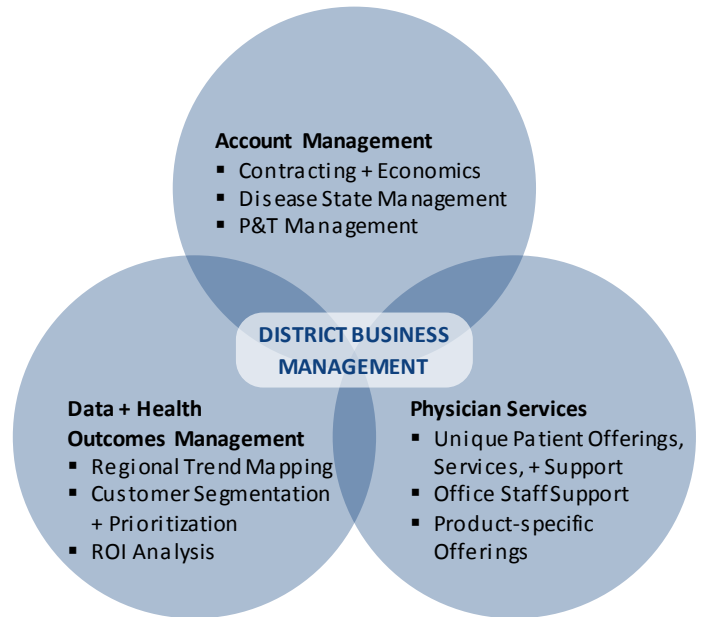 Account Management
▪ Contracting + Economics
▪ Disease State Management
▪ P&T Management
DISTRICT BUSINESS
MANAGEMENT
Data + Health
Outcomes Management
▪ Regional Trend Mapping
▪ Customer Segmentation
+ Prioritization
▪ ROI Analysis
Physician Services
▪ Unique Patient Offerings,
Services, + Support
▪ Office Staff Support
▪ Product-specific
Offerings